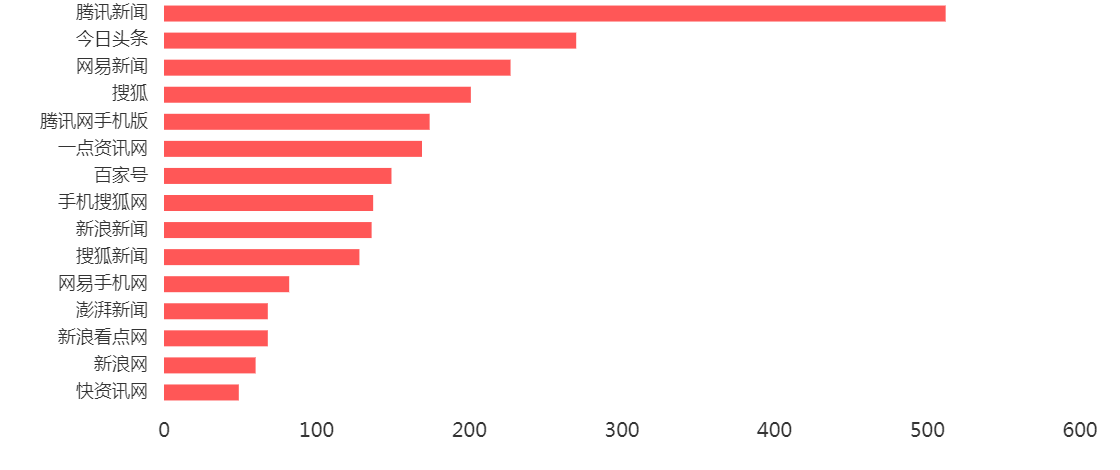 腾讯新闻
今日头条
网易新闻
搜狐
腾讯网手机版
一点资讯网
百家号
手机搜狐网
新浪新闻
搜狐新闻
网易手机网
澎湃新闻
新浪看点网
新浪网
快资讯网
0 100 200 300 400 500 600